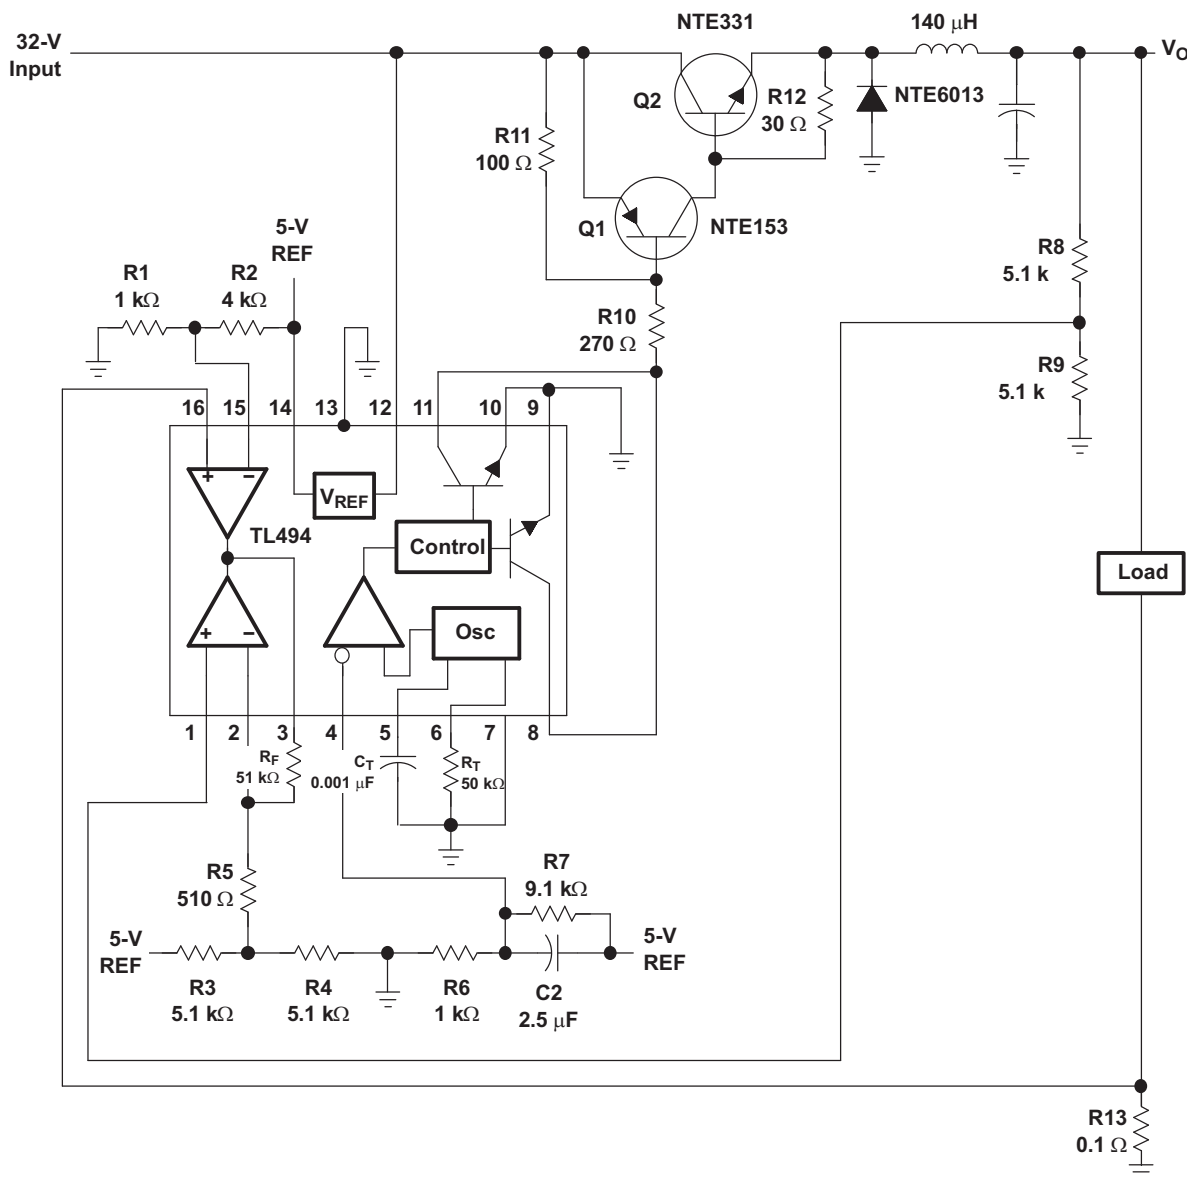 NTE331
140 μH
32-V
Input
VO
Q2
R12
30 Ω
NTE6013
R11
100 Ω
Q1
NTE153
5-V
REF
R1
1 kΩ
R2
4 kΩ
R8
5.1 k
R10
270 Ω
R9
5.1 k
16 15 14 13 12 11 10 9
+ −
VREF
TL494
Control
Load
+ −
Osc
1 2 3 4 5 6 7 8
RF
51 kΩ
CT
0.001 μF
RT
50 kΩ
R5
510 Ω
R7
9.1 kΩ
5-V
REF
5-V
REF
R3
5.1 kΩ
R4
5.1 kΩ
R6
1 kΩ
C2
2.5 μF
R13
0.1 Ω